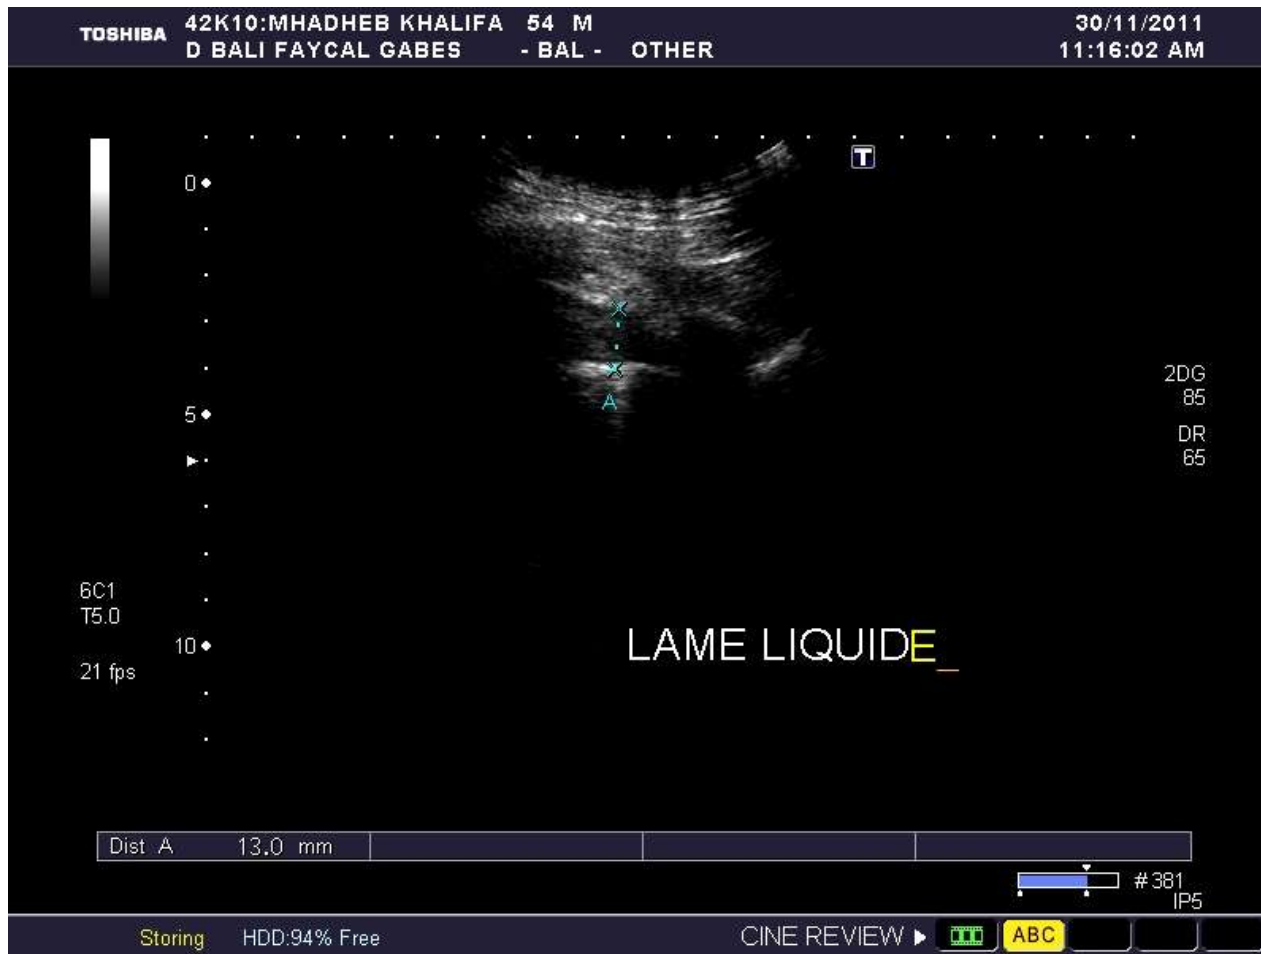 TOSHIBA 42K10:MHADHEB KHALIFA 54 M 30/11/2011
D BALI FAYCAL GABES - BAL - OTHER 11:16:02 AM
T
0
5
2DG
85
DR
65
A
6C1
T5.0
21 fps
10
LAME LIQUIDE_
Dist A 13.0 mm
#381
IP5
Storing HDD:94% Free CINE REVIEW ABC